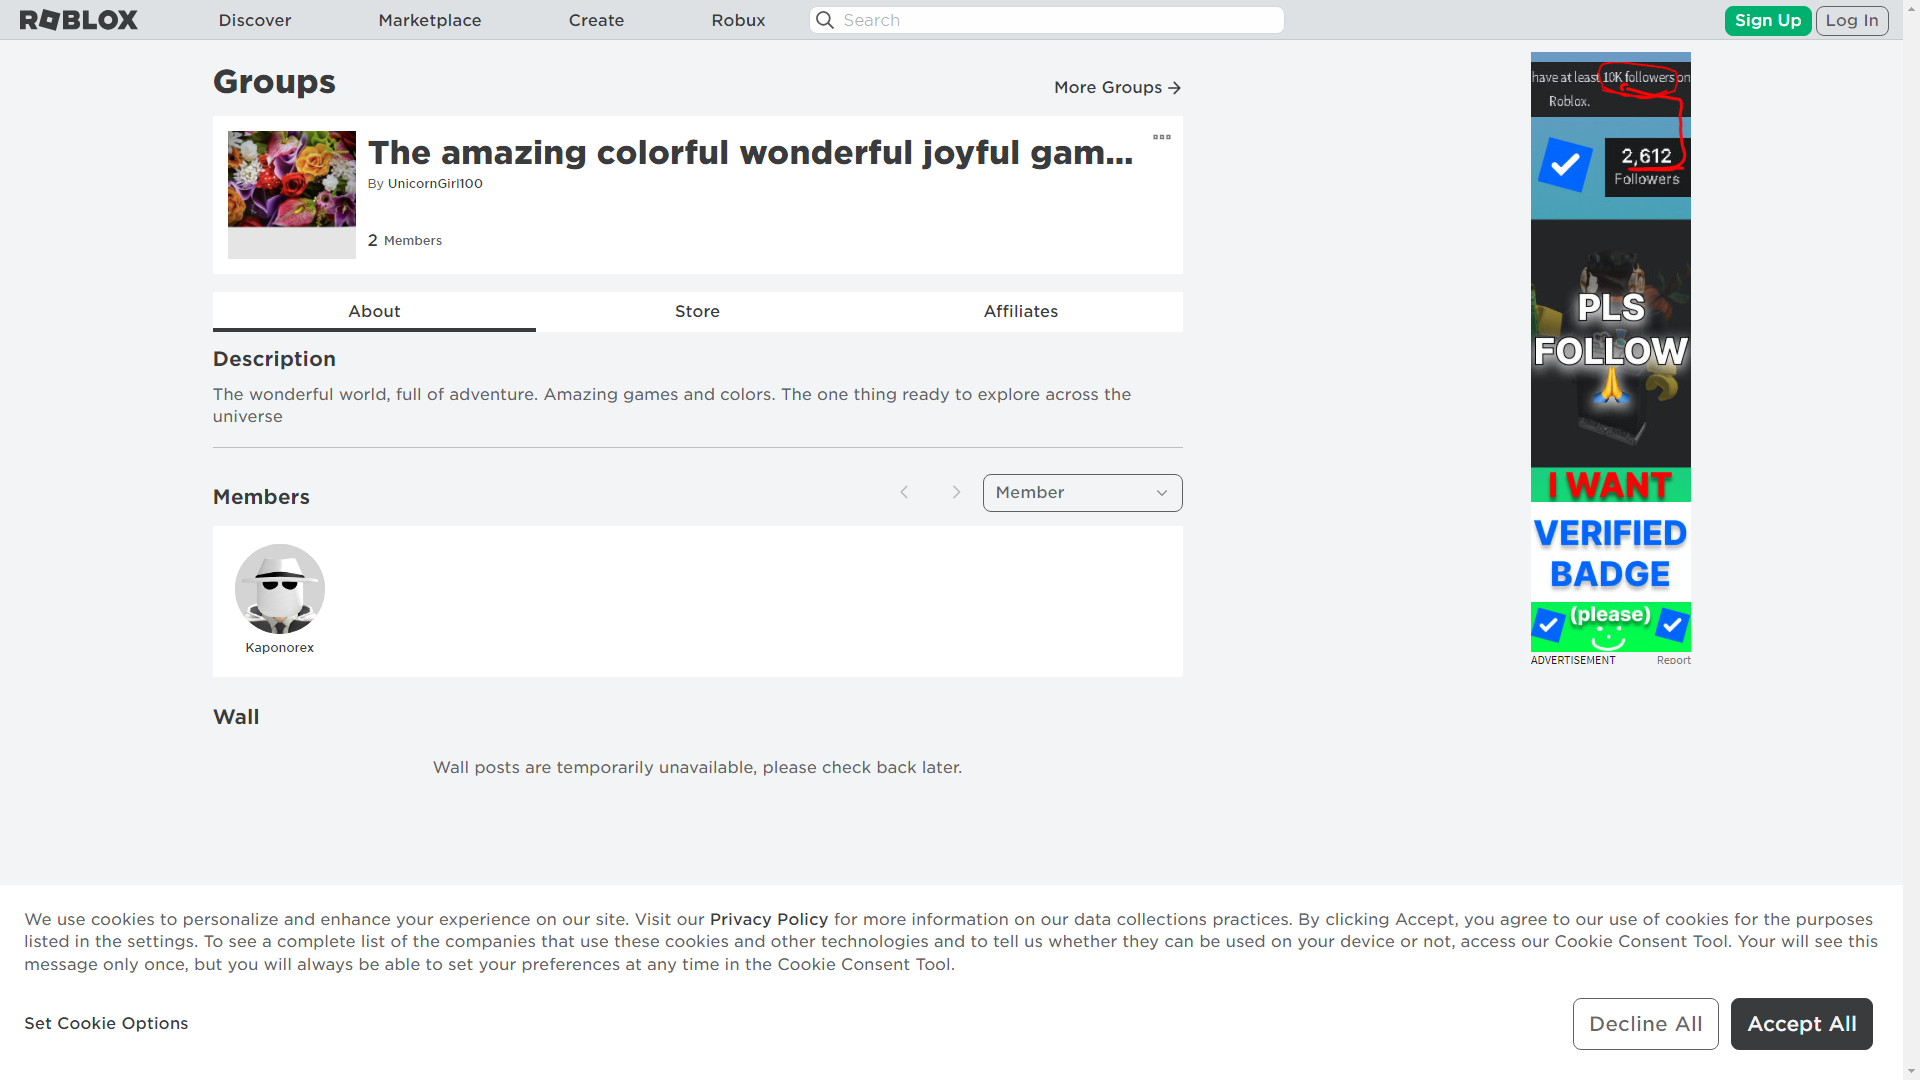 ROBLOX
Discover
Marketplace
Create
Robux
Search
Sign Up
Log In
Groups
More Groups
The amazing colorful wonderful joyful gam...
By UnicornGirl100
2 Members
About
Store
Affiliates
Description
The wonderful world, full of adventure. Amazing games and colors. The one thing ready to explore across the
universe
Members
Member
Kaponorex
Wall
Wall posts are temporarily unavailable, please check back later.
have at least 10K followers on
Roblox.
2,612
Followers
PLS
FOLLOW
I WANT
VERIFIED
BADGE
(please)
ADVERTISEMENT
Report
We use cookies to personalize and enhance your experience on our site. Visit our Privacy Policy for more information on our data collections practices. By clicking Accept, you agree to our use of cookies for the purposes
listed in the settings. To see a complete list of the companies that use these cookies and other technologies and to tell us whether they can be used on your device or not, access our Cookie Consent Tool. Your will see this
message only once, but you will always be able to set your preferences at any time in the Cookie Consent Tool.
Set Cookie Options
Decline All
Accept All